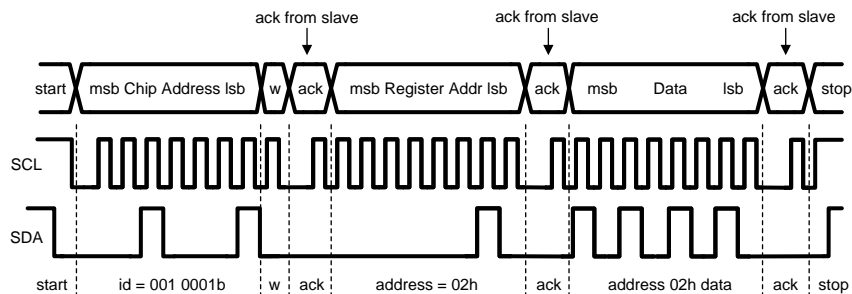 ack from slave ack from slave ack from slave
start msb Chip Address lsb w ack msb Register Addr lsb ack msb Data lsb ack stop
SCL
SDA
start id = 001 0001b w ack address = 02h ack address 02h data ack stop